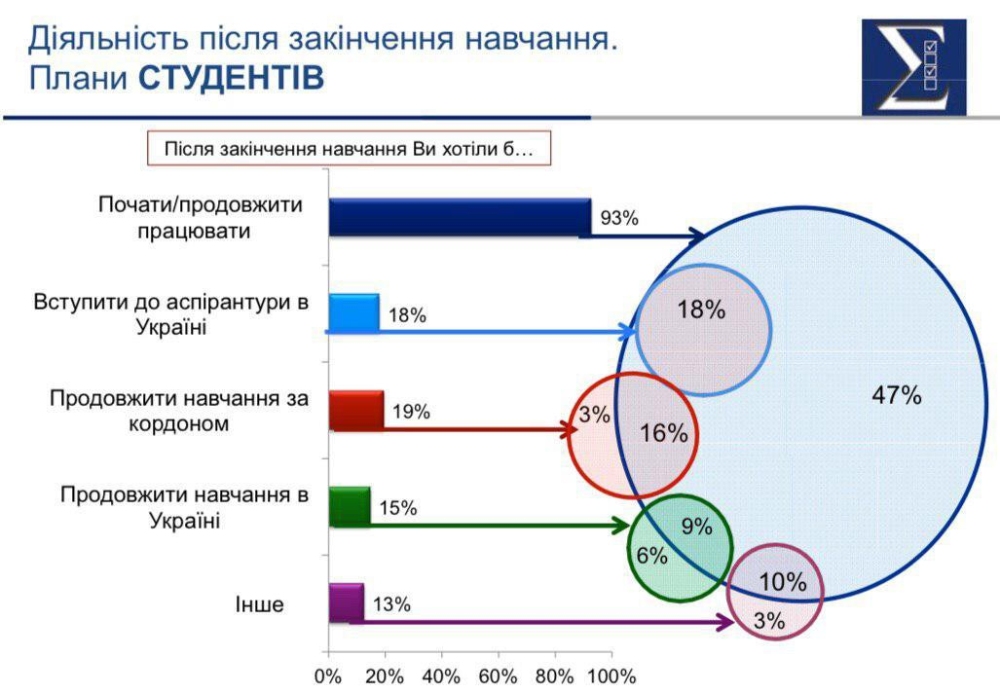 Діяльність після закінчення навчання.
Плани СТУДЕНТІВ
Після закінчення навчання Ви хотіли б…
Почати/продовжити
працювати
93%
Вступити до аспірантури в
Україні
18%
18%
47%
Продовжити навчання за
кордоном
19%
3%
16%
Продовжити навчання в
Україні
15%
9%
6%
Інше
13%
10%
3%
0% 20% 40% 60% 80% 100%